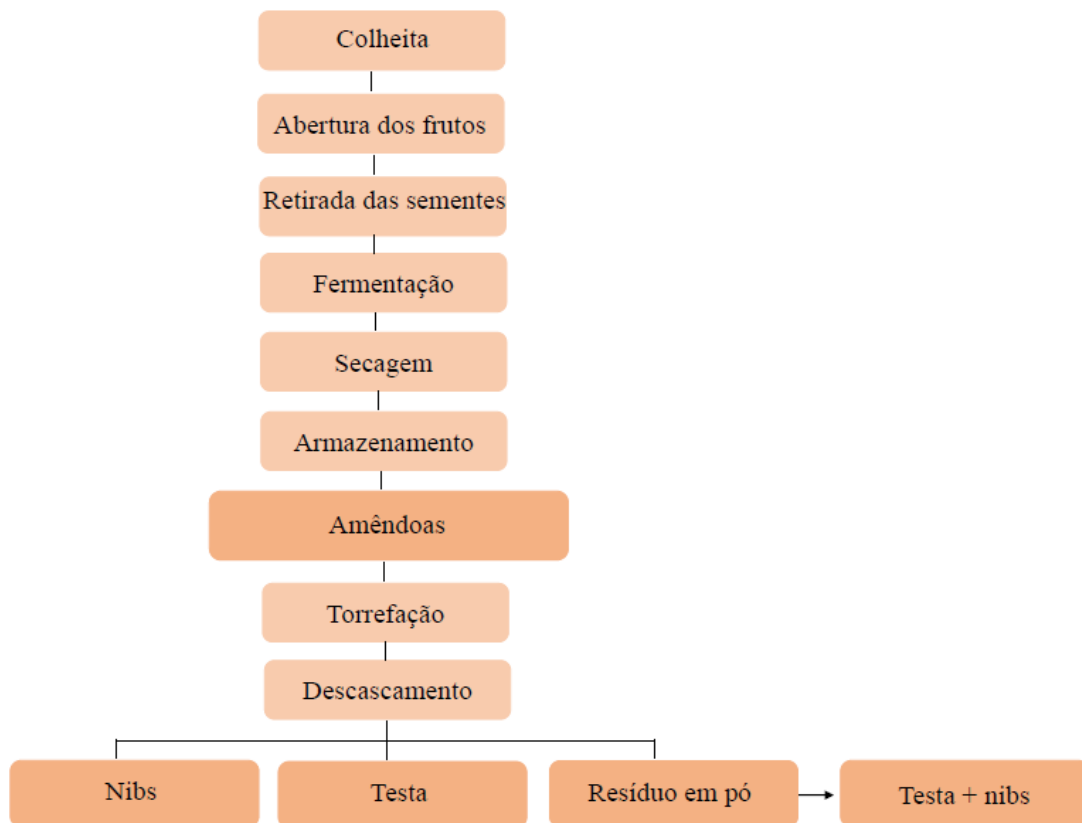 Colheita
Abertura dos frutos
Retirada das sementes
Fermentação
Secagem
Armazenamento
Amêndoas
Torrefação
Descascamento
Nibs
Testa
Resíduo em pó
Testa + nibs